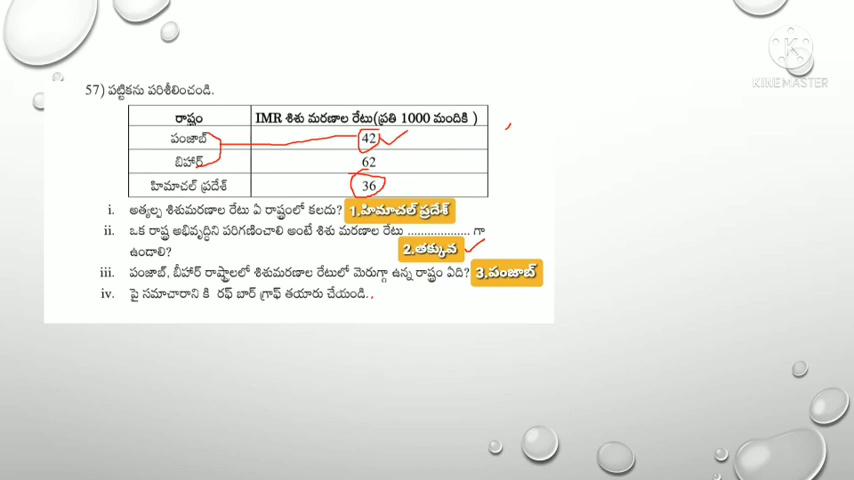 KINEMASTER
57) పట్టికను పరిశీలించండి.
రాష్ట్రం IMR శిశు మరణాల రేటు(ప్రతి 1000 మందికి )
పంజాబ్ 42
బిహార్ 62
హిమాచల్ ప్రదేశ్ 36
i. అత్యల్ప శిశుమరణాల రేటు ఏ రాష్ట్రంలో కలదు? 1.హిమాచల్ ప్రదేశ్
ii. ఒక రాష్ట్ర అభివృద్ధిని పరిగణించాలి అంటే శిశు మరణాల రేటు .................. గా
ఉండాలి? 2.తక్కువ
iii. పంజాబ్, బీహార్ రాష్ట్రాలలో శిశుమరణాల రేటులో మెరుగ్గా ఉన్న రాష్ట్రం ఏది? 3.పంజాబ్
iv. పై సమాచారాని కి రఫ్ బార్ గ్రాఫ్ తయారు చేయండి.